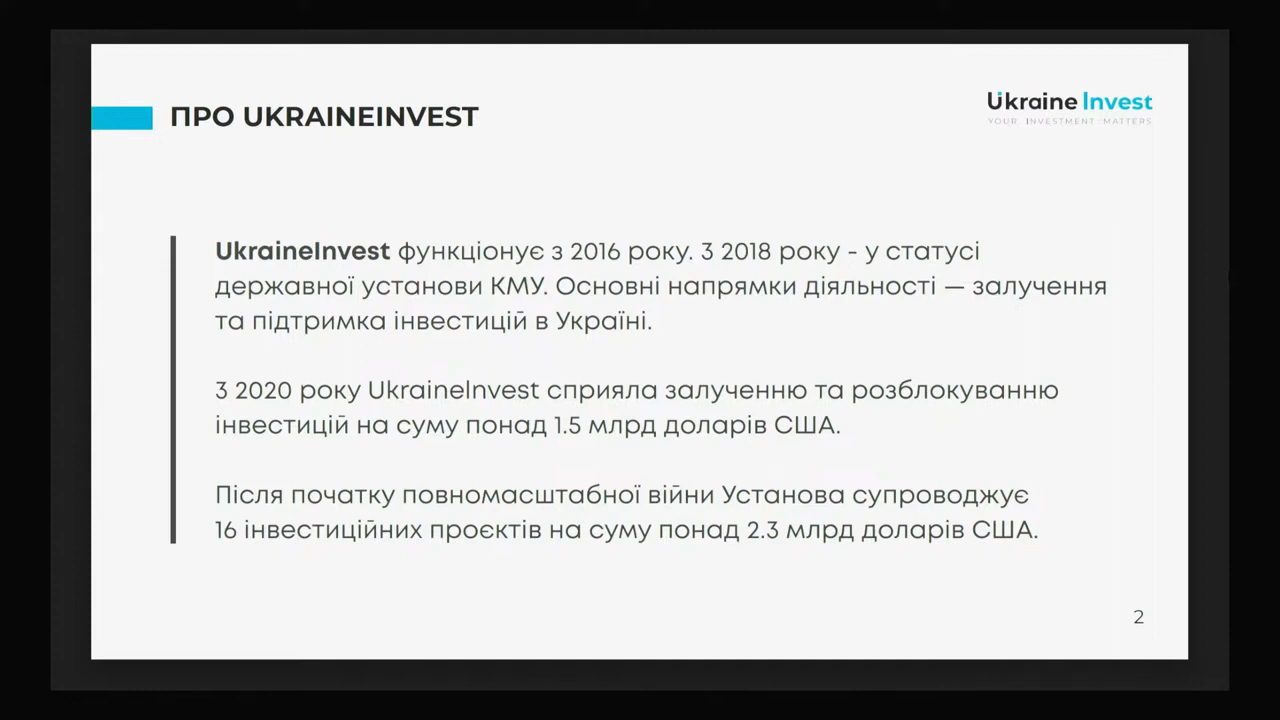 ПРО UKRAINEINVEST
Ukraine Invest
YOUR INVESTMENT MATTERS
UkraineInvest функціонує з 2016 року. З 2018 року - у статусі
державної установи КМУ. Основні напрямки діяльності — залучення
та підтримка інвестицій в Україні.
З 2020 року UkraineInvest сприяла залученню та розблокуванню
інвестицій на суму понад 1.5 млрд доларів США.
Після початку повномасштабної війни Установа супроводжує
16 інвестиційних проєктів на суму понад 2.3 млрд доларів США.
2